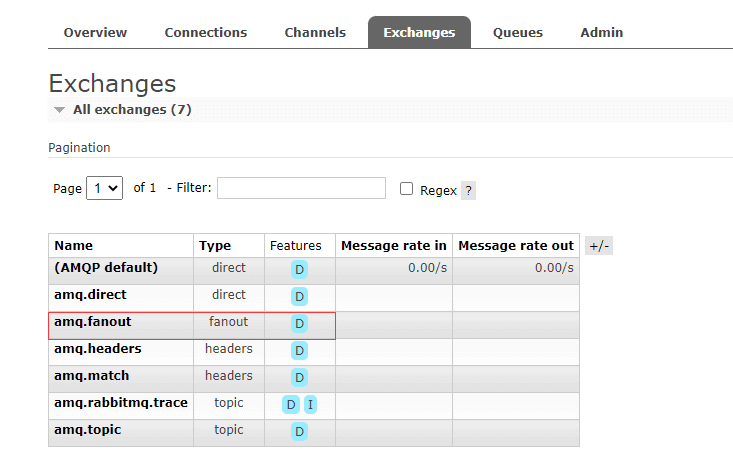 Overview Connections Channels Exchanges Queues Admin
Exchanges
All exchanges (7)
Pagination
Page 1 of 1 - Filter: Regex ?
Name Type Features Message rate in Message rate out +/-
(AMQP default) direct D 0.00/s 0.00/s
amq.direct direct D
amq.fanout fanout D
amq.headers headers D
amq.match headers D
amq.rabbitmq.trace topic D I
amq.topic topic D